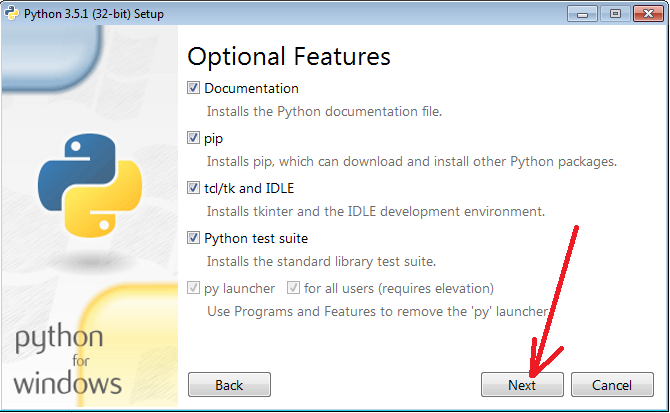 Python 3.5.1 (32-bit) Setup
Optional Features
Documentation
Installs the Python documentation file.
pip
Installs pip, which can download and install other Python packages.
tcl/tk and IDLE
Installs tkinter and the IDLE development environment.
Python test suite
Installs the standard library test suite.
py launcher for all users (requires elevation)
Use Programs and Features to remove the 'py' launcher.
python
for
windows
Back Next Cancel